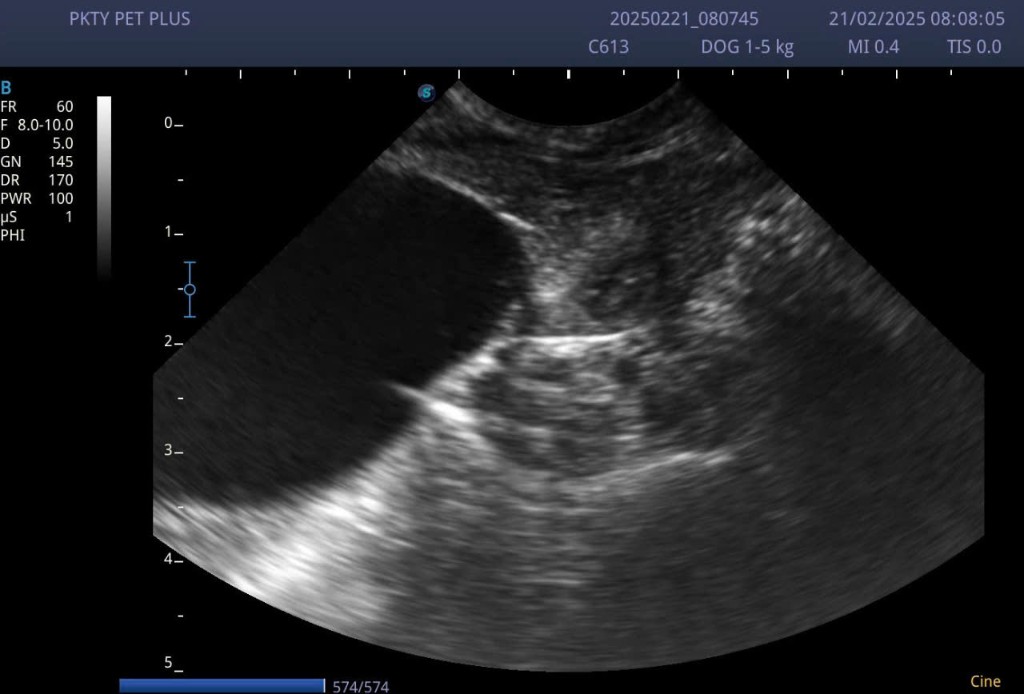 PKTY PET PLUS
20250221_080745
21/02/2025 08:08:05
C613
DOG 1-5 kg
MI 0.4
TIS 0.0
B
FR 60
F 8.0-10.0
D 5.0
GN 145
DR 170
PWR 100
µS 1
PHI
S
0
1
2
3
4
5
574/574
Cine